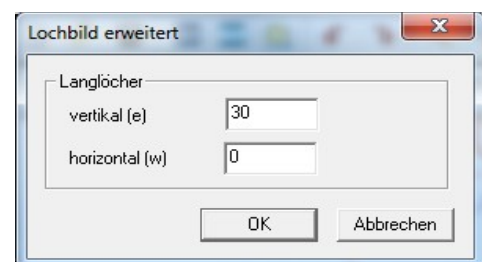 Lochbild erweitert
Langlöcher
vertikal (e)
30
horizontal (w)
0
OK
Abbrechen